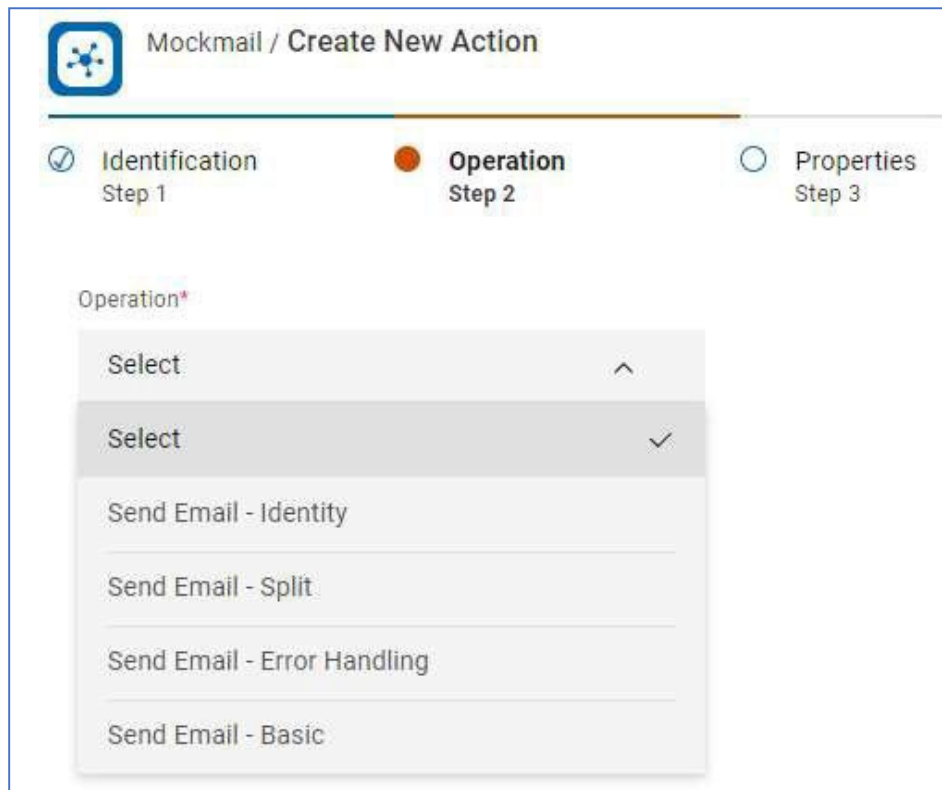 Mockmail / Create New Action
Identification
Step 1
Operation
Step 2
Properties
Step 3
Operation*
Select
Select
Send Email - Identity
Send Email - Split
Send Email - Error Handling
Send Email - Basic